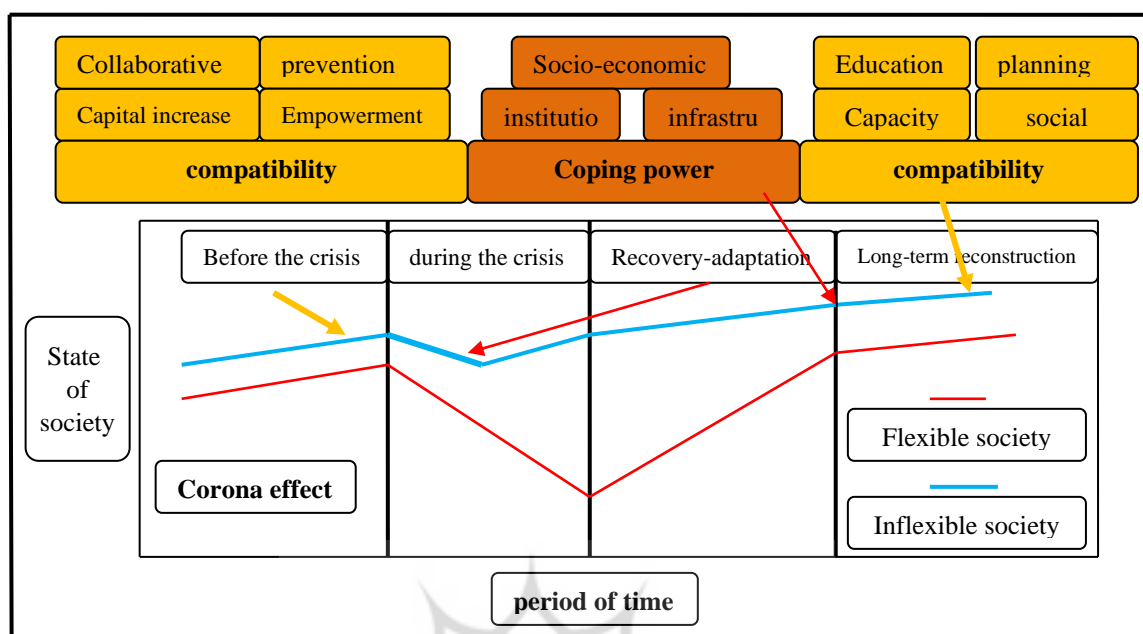 Collaborative prevention Socio-economic Education planning
Capital increase Empowerment institutio infrastru Capacity social
compatibility Coping power compatibility
Before the crisis during the crisis Recovery-adaptation Long-term reconstruction
State
of
society
Flexible society
Corona effect
Inflexible society
period of time